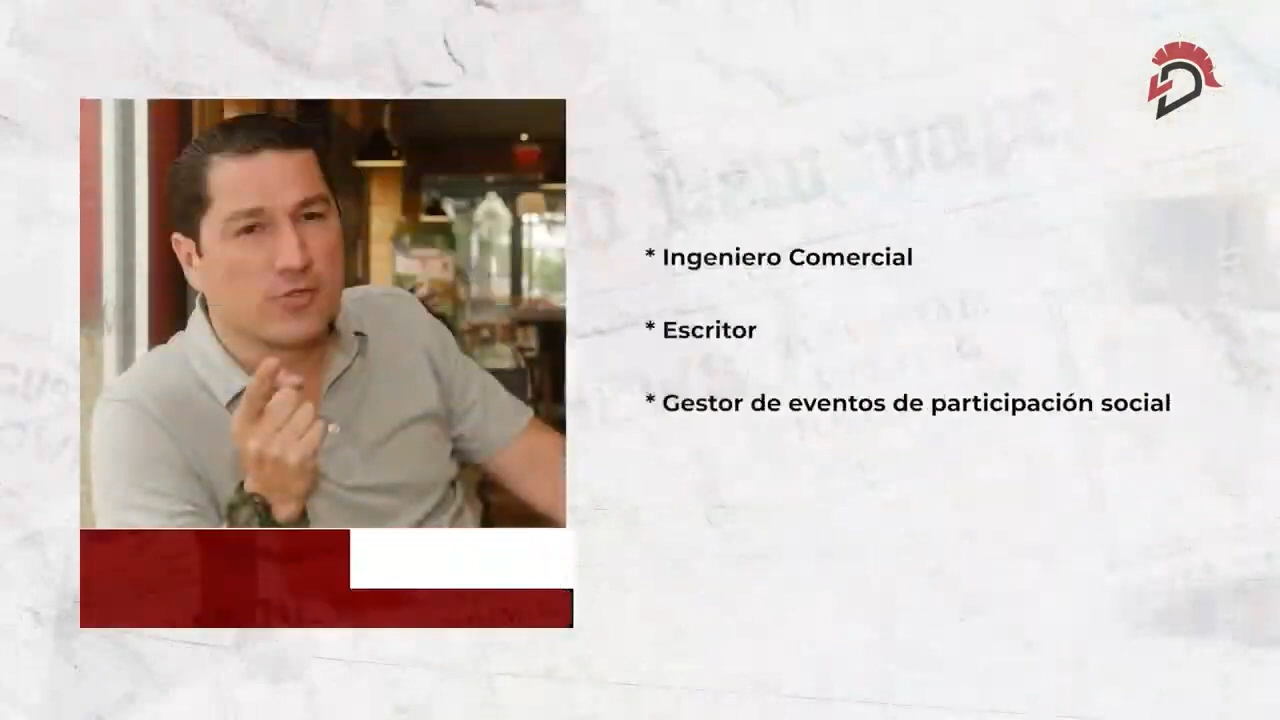 * Ingeniero Comercial
* Escritor
* Gestor de eventos de participación social